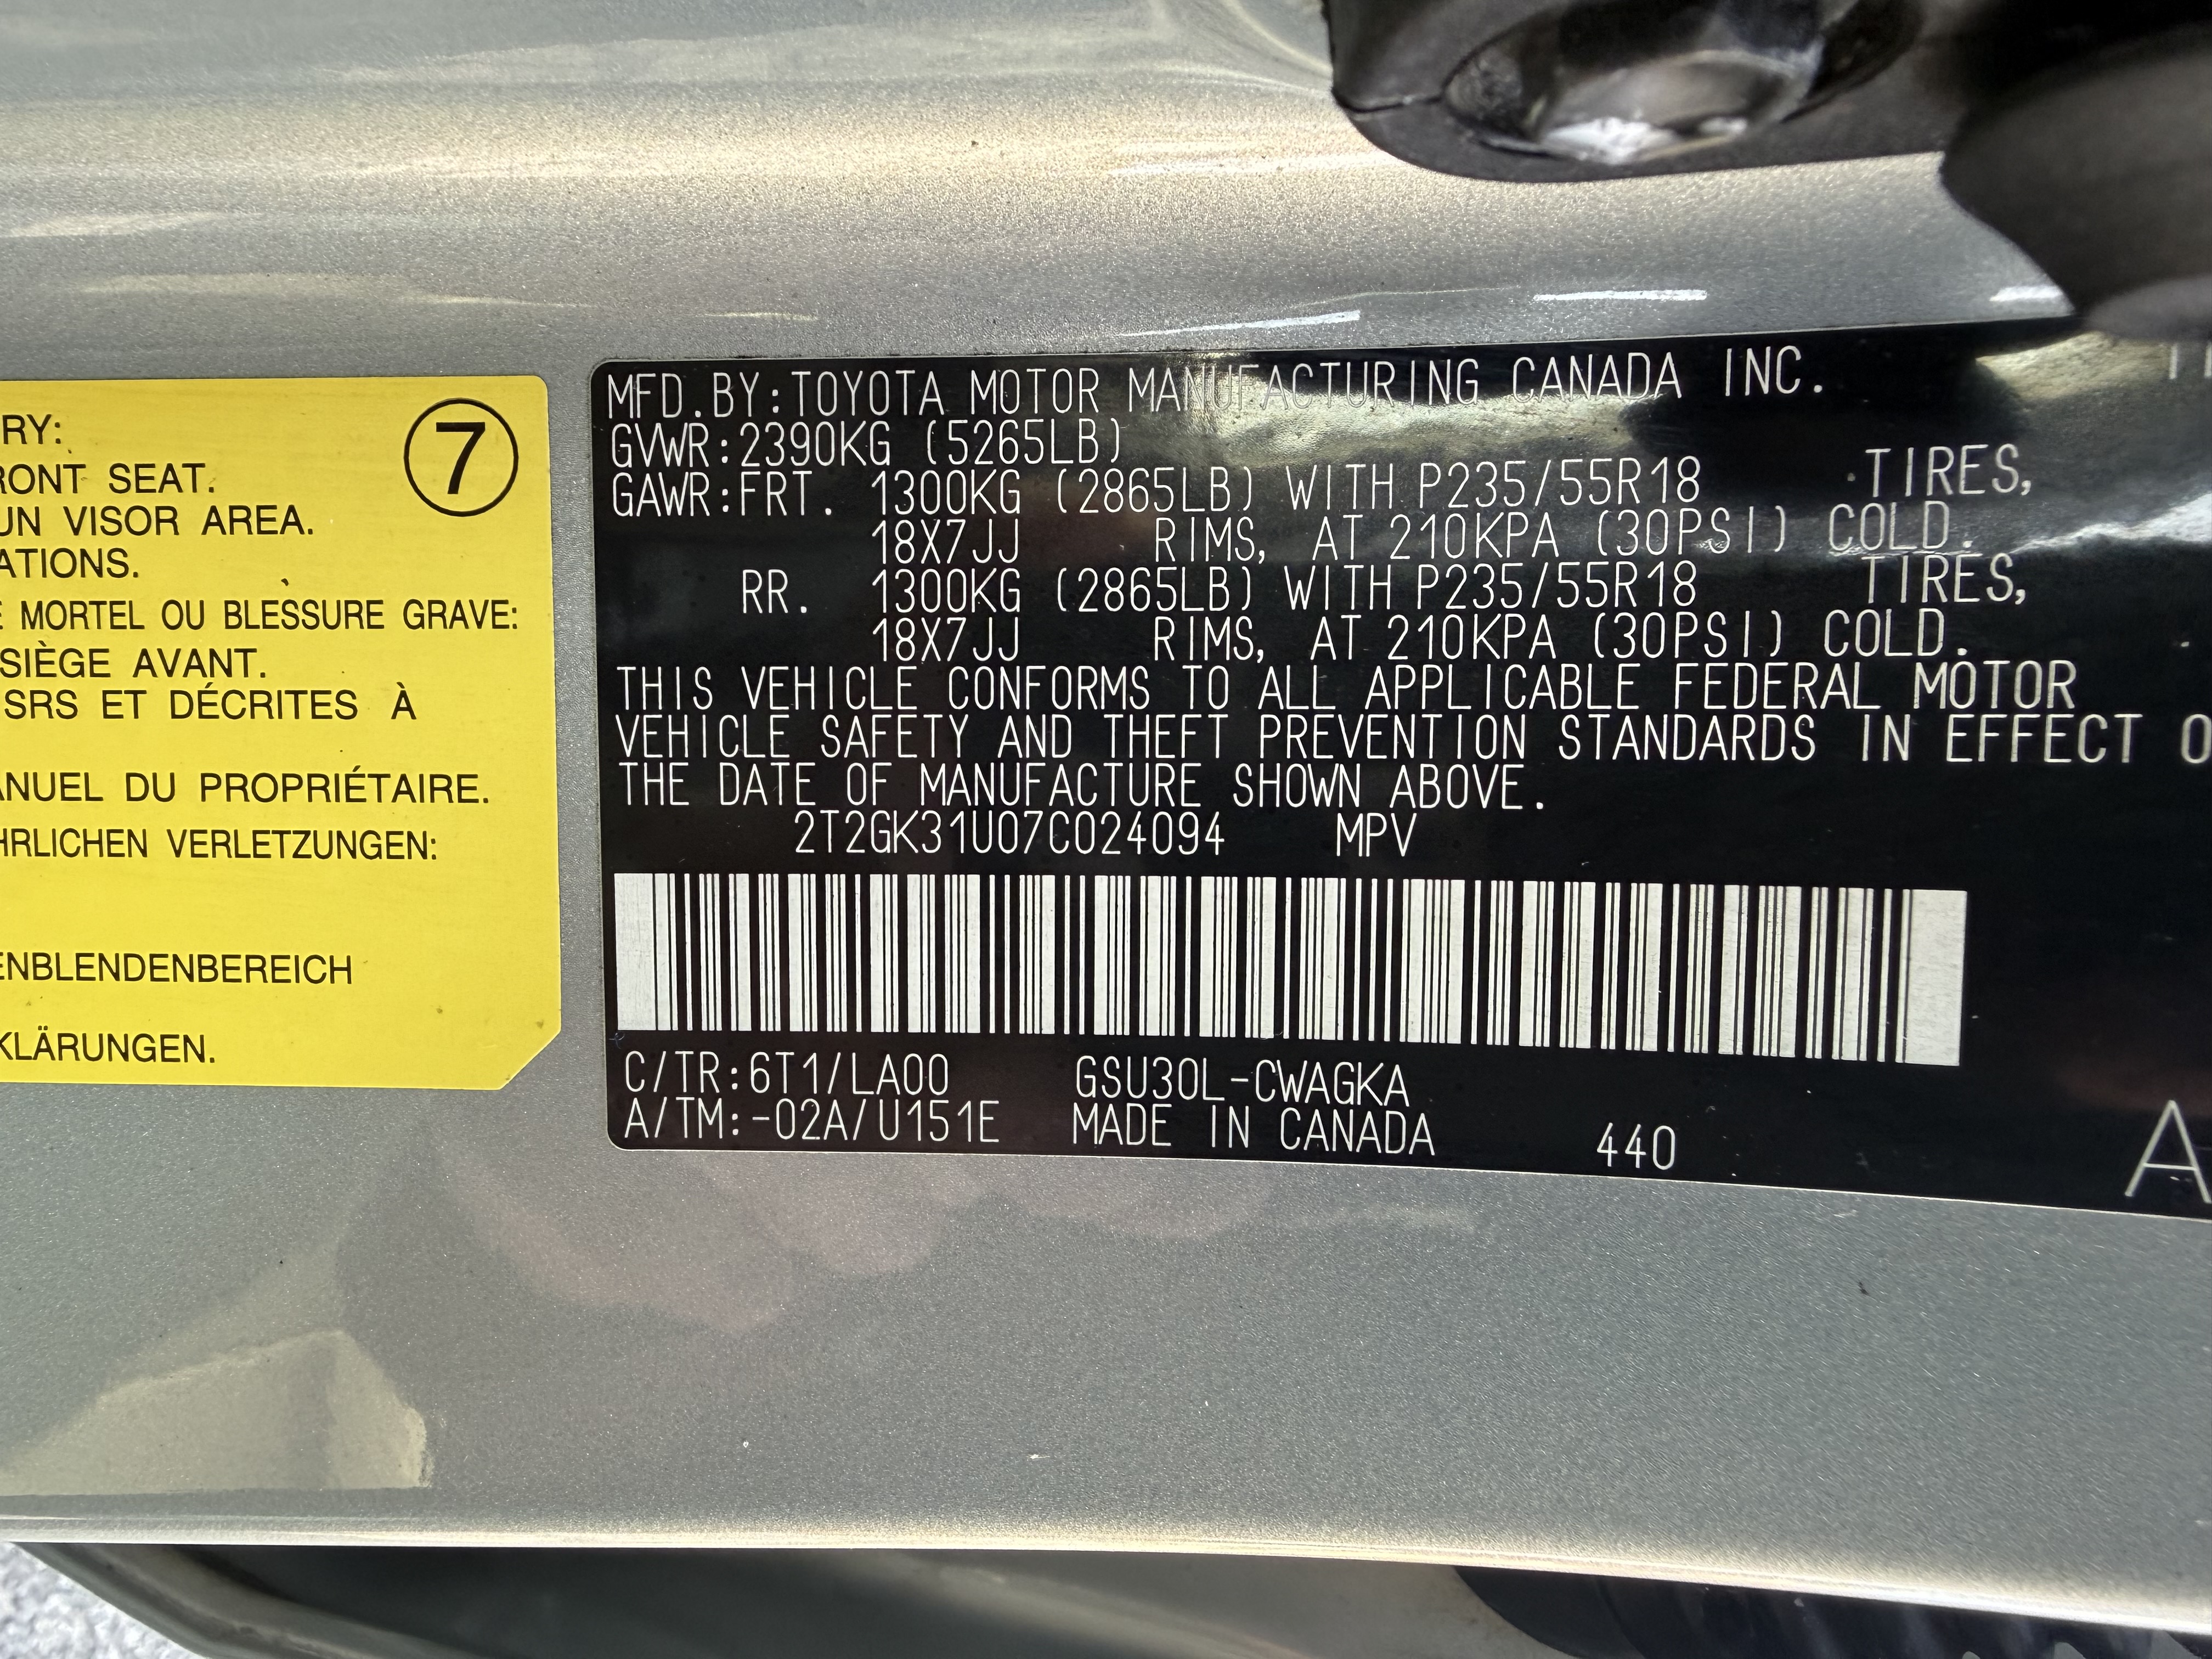 RY:
7
RONT SEAT.
UN VISOR AREA.
ATIONS.
E MORTEL OU BLESSURE GRAVE:
SIÈGE AVANT.
SRS ET DÉCRITES À
ANUEL DU PROPRIÉTAIRE.
HRLICHEN VERLETZUNGEN:
ENBLENDENBEREICH
KLÄRUNGEN.
MFD.BY:TOYOTA MOTOR MANUFACTURING CANADA INC.
GVWR:2390KG (5265LB)
GAWR:FRT. 1300KG (2865LB) WITH P235/55R18 TIRES,
18X7JJ RIMS, AT 210KPA (30PSI) COLD.
RR. 1300KG (2865LB) WITH P235/55R18 TIRES,
18X7JJ RIMS, AT 210KPA (30PSI) COLD.
THIS VEHICLE CONFORMS TO ALL APPLICABLE FEDERAL MOTOR
VEHICLE SAFETY AND THEFT PREVENTION STANDARDS IN EFFECT O
THE DATE OF MANUFACTURE SHOWN ABOVE.
2T2GK31U07C024094 MPV
C/TR:6T1/LA00 GSU30L-CWAGKA
A/TM:-02A/U151E MADE IN CANADA 440
A